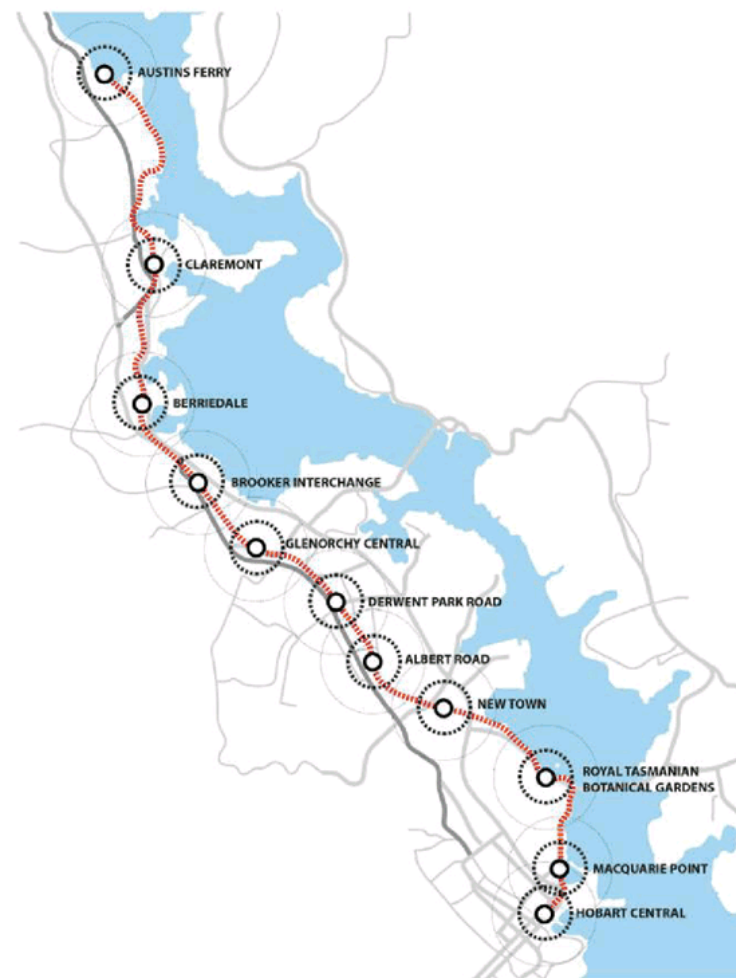 AUSTINS FERRY
CLAREMONT
BERRIEDALE
BROOKER INTERCHANGE
GLENORCHY CENTRAL
DERWENT PARK ROAD
ALBERT ROAD
NEW TOWN
ROYAL TASMANIAN
BOTANICAL GARDENS
MACQUARIE POINT
HOBART CENTRAL